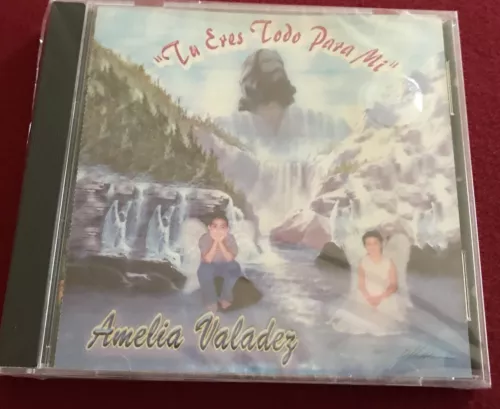 "Tu Eres Todo Para Mi"
Amelia Valadez